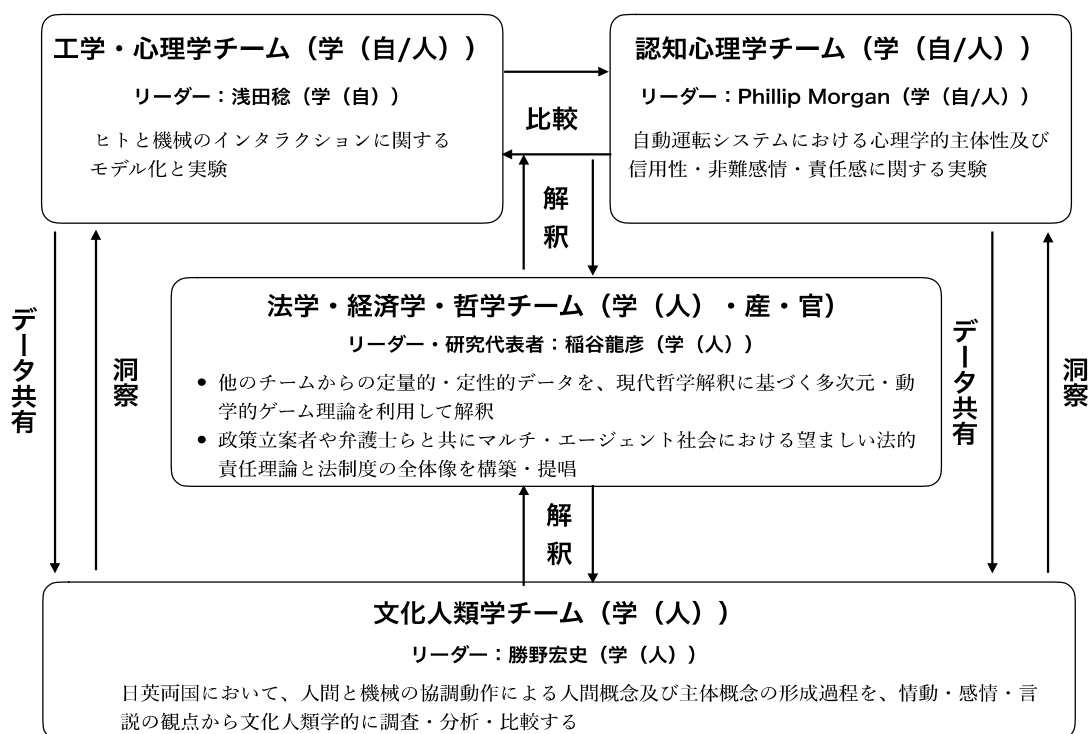 工学・心理学チーム（学（自/人））
リーダー：浅田稔（学（自））
ヒトと機械のインタラクションに関する
モデル化と実験
比較
認知心理学チーム（学（自/人））
リーダー：Phillip Morgan（学（自/人））
自動運転システムにおける心理学的主体性及び
信用性・非難感情・責任感に関する実験
解
釈
データ共有
洞察
法学・経済学・哲学チーム（学（人）・産・官）
リーダー・研究代表者：稲谷龍彦（学（人））
• 他のチームからの定量的・定性的データを、現代哲学解釈に基づく多次元・動
学的ゲーム理論を利用して解釈
• 政策立案者や弁護士らと共にマルチ・エージェント社会における望ましい法的
責任理論と法制度の全体像を構築・提唱
データ共有
洞察
解
釈
文化人類学チーム（学（人））
リーダー：勝野宏史（学（人））
日英両国において、人間と機械の協調動作による人間概念及び主体概念の形成過程を、情動・感情・言
説の観点から文化人類学的に調査・分析・比較する